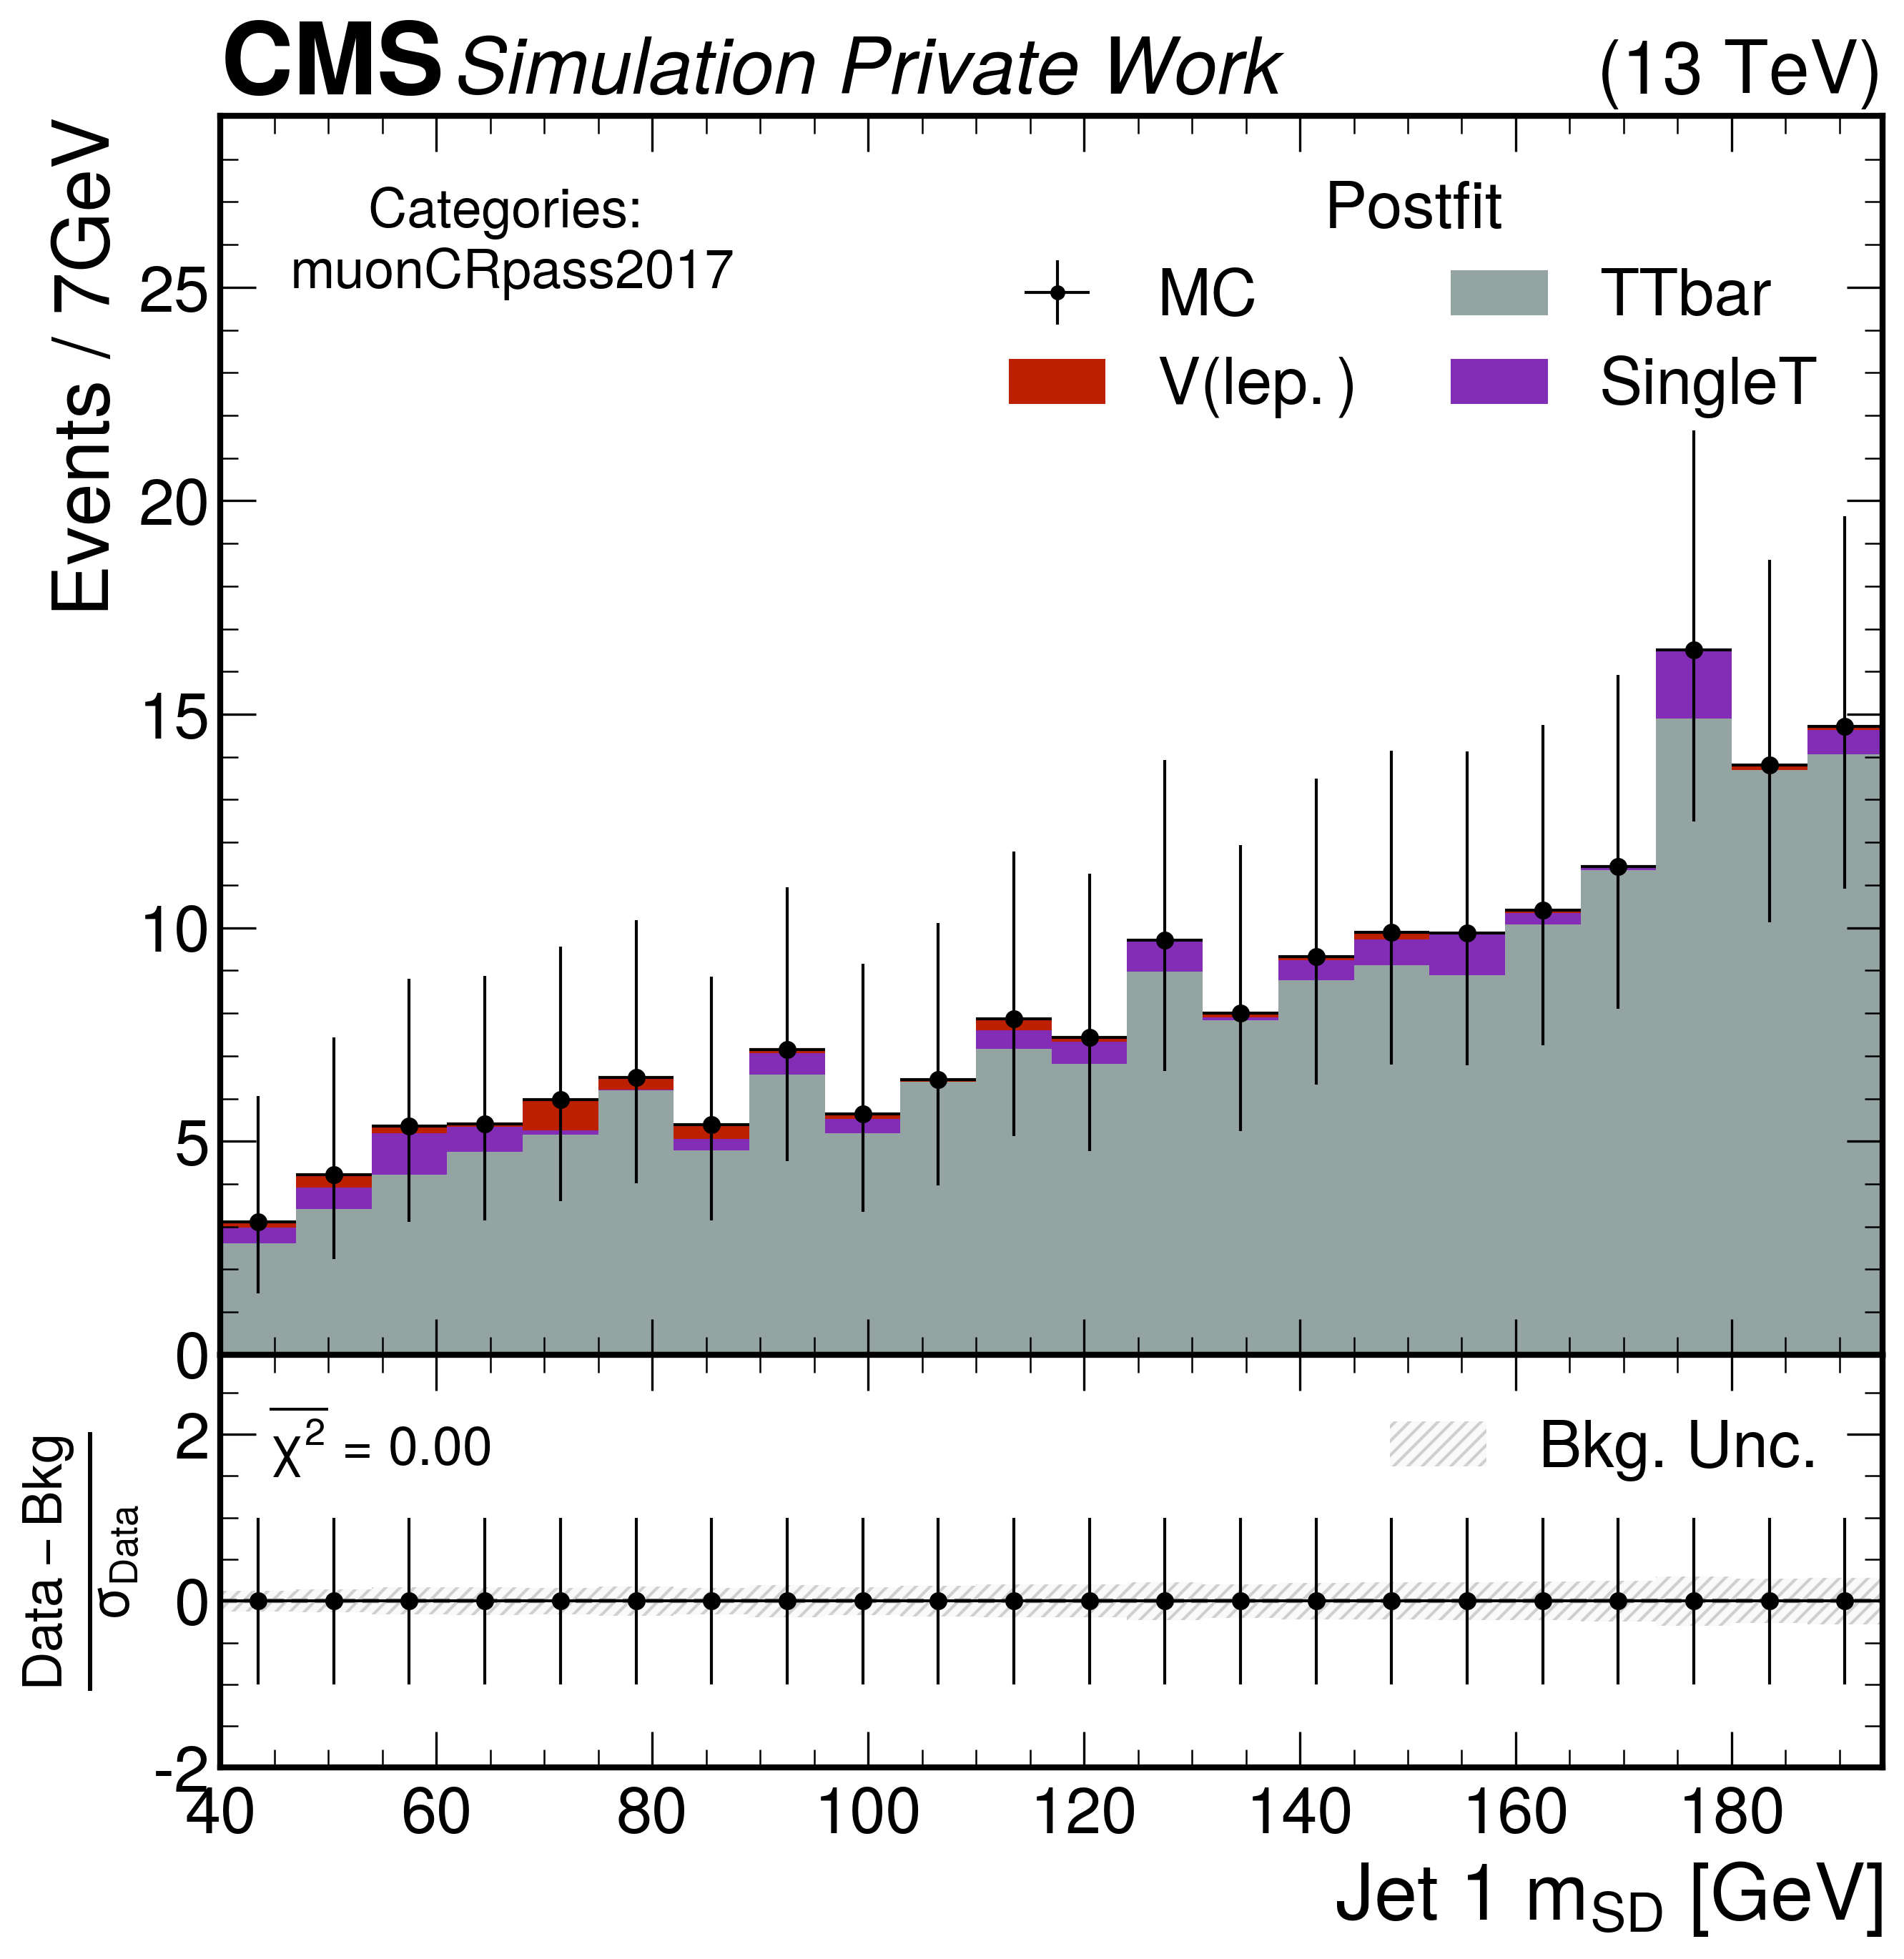 CMS Simulation Private Work (13 TeV)
Events / 7GeV
Categories:
muonCRpass2017
Postfit
MC
TTbar
V(lep.)
SingleT
25
20
15
10
5
0
Data – Bkg
σData
2
0
-2
χ² = 0.00
Bkg. Unc.
40 60 80 100 120 140 160 180
Jet 1 mSD [GeV]